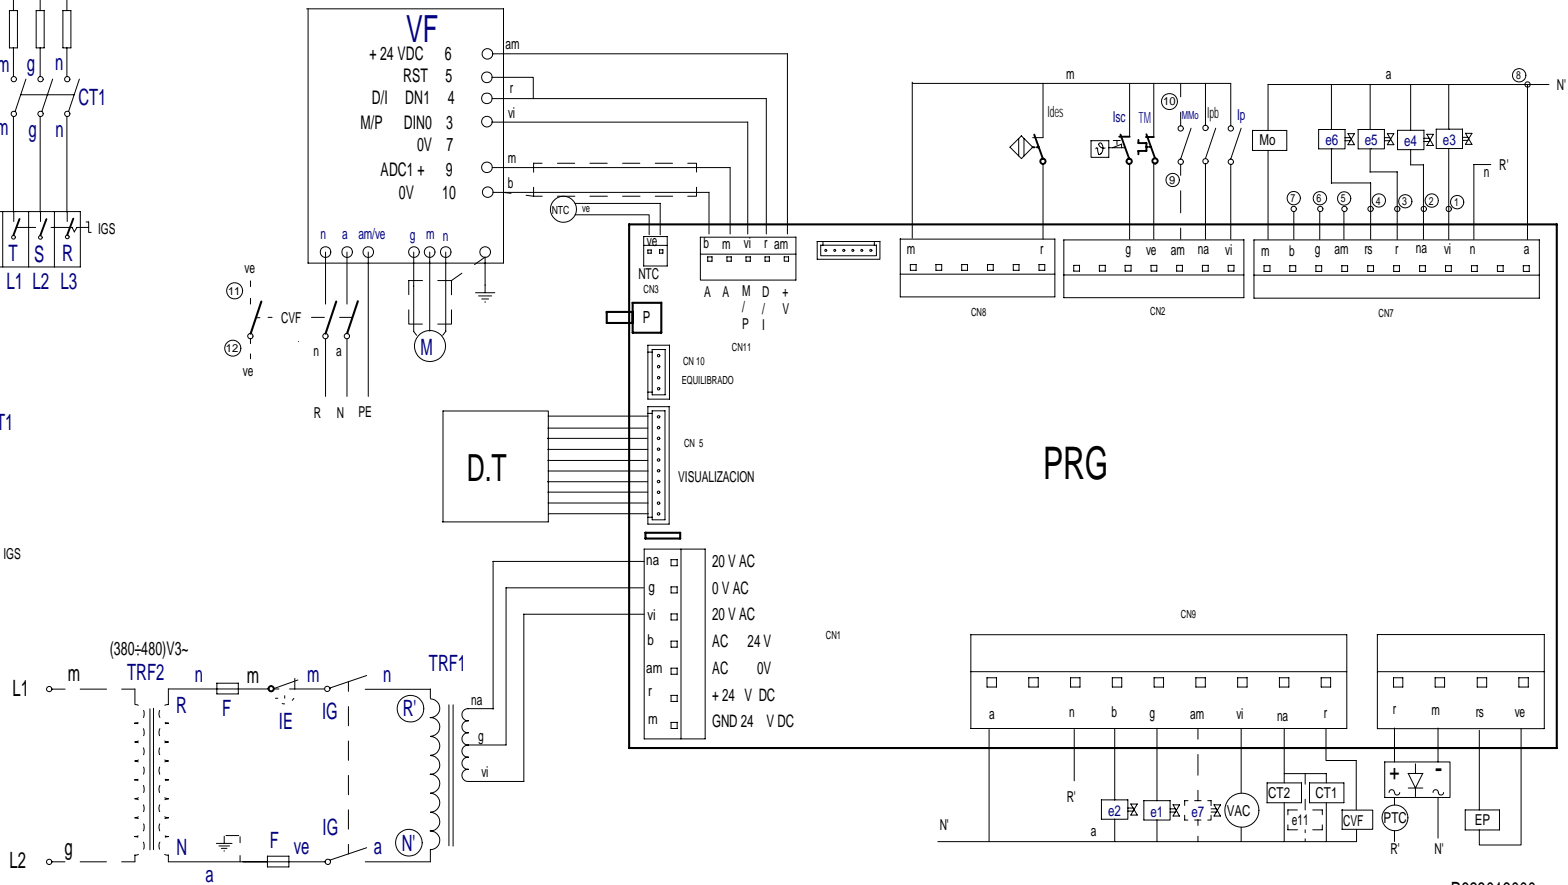 VF
+ 24 VDC 6
am
RST 5
r
D/I DN1 4
vi
M/P DIN0 3
0V 7
ADC1 + 9
m
0V 10
b
NTC ve
n a am/ve g m n
m g n
CT1
m g n
IGS
T S R
L1 L2 L3
ve
11
CVF
12
ve
n a
M
R N PE
T1
IGS
m
Ides
Isc TM
10
MMo Ipb Ip
9
a
8
N'
Mo
e6 e5 e4 e3
n R'
7 6 5 4 3 2 1
ve
NTC
CN3
b m vi r am
A A M/P D/I +V
CN11
m r
CN8
g ve am na vi
CN2
m b g am rs r na vi n a
CN7
P
CN 10
EQUILIBRADO
D.T
CN 5
VISUALIZACION
PRG
na 20 V AC
g 0 V AC
vi 20 V AC
b AC 24 V
am AC 0V
r + 24 V DC
m GND 24 V DC
CN1
CN9
a n b g am vi na r
r m rs ve
(380÷480)V3~
TRF2
TRF1
L1 m
R n F m IE m IG n R'
na
g
vi
L2 g
N a F ve IG a N'
R'
N' a
e2 e1 e7 VAC CT2 CT1 e11 CVF
+ -
PTC
R' N'
EP